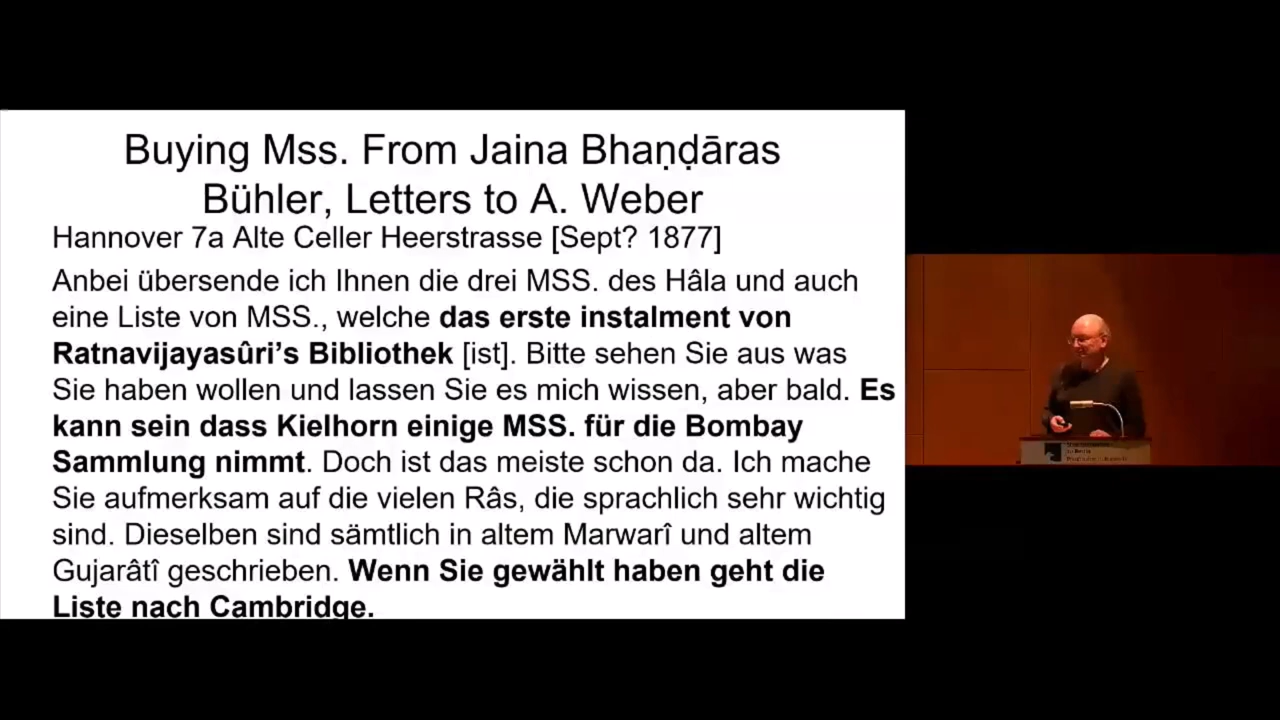 Buying Mss. From Jaina Bhaṇḍāras
Bühler, Letters to A. Weber
Hannover 7a Alte Celler Heerstrasse [Sept? 1877]
Anbei übersende ich Ihnen die drei MSS. des Hâla und auch
eine Liste von MSS., welche das erste instalment von
Ratnavijayasûri’s Bibliothek [ist]. Bitte sehen Sie aus was
Sie haben wollen und lassen Sie es mich wissen, aber bald. Es
kann sein dass Kielhorn einige MSS. für die Bombay
Sammlung nimmt. Doch ist das meiste schon da. Ich mache
Sie aufmerksam auf die vielen Râs, die sprachlich sehr wichtig
sind. Dieselben sind sämtlich in altem Marwarî und altem
Gujarâtî geschrieben. Wenn Sie gewählt haben geht die
Liste nach Cambridge.